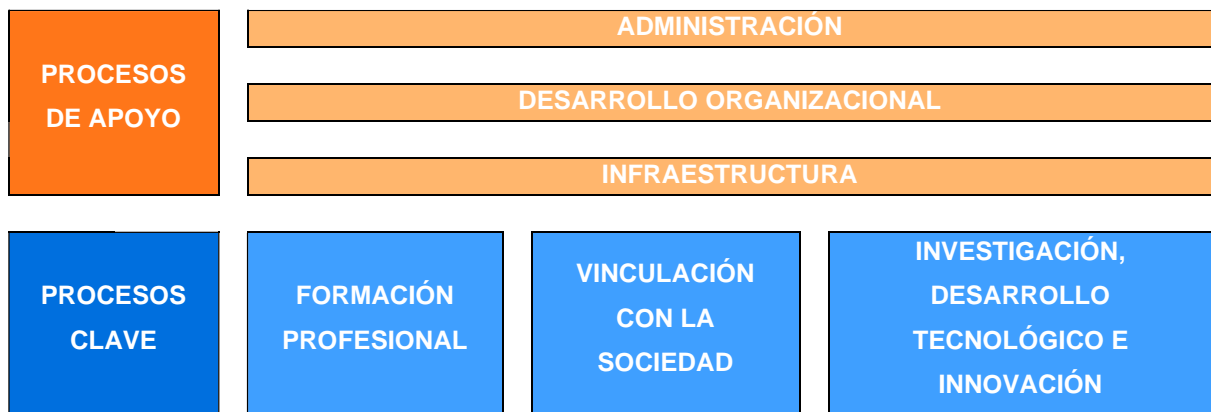 PROCESOS
DE APOYO
ADMINISTRACIÓN
DESARROLLO ORGANIZACIONAL
INFRAESTRUCTURA
PROCESOS
CLAVE
FORMACIÓN
PROFESIONAL
VINCULACIÓN
CON LA
SOCIEDAD
INVESTIGACIÓN,
DESARROLLO
TECNOLÓGICO E
INNOVACIÓN